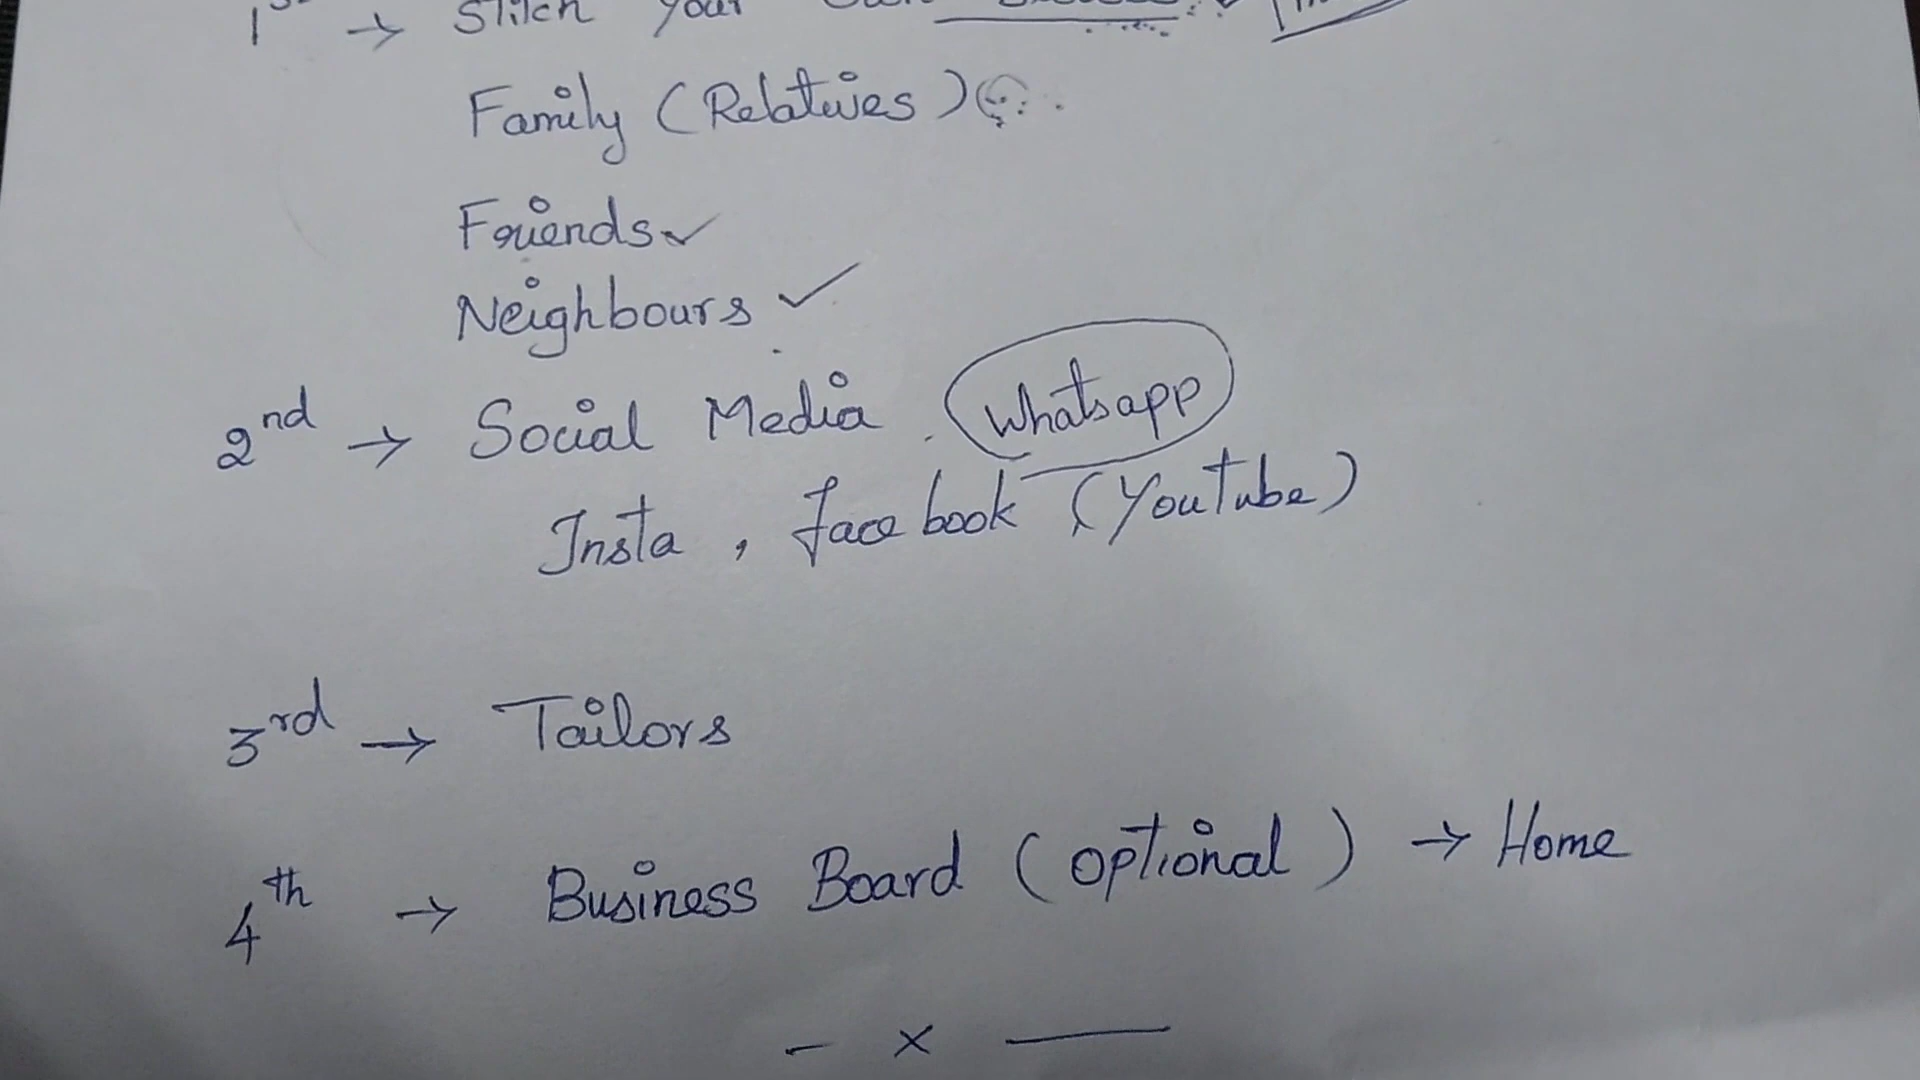 1st → Stitch your own
Family (Relatives)
Friends ✓
Neighbours ✓
2nd → Social Media. Whatsapp
Insta, facebook (YouTube)
3rd → Tailors
4th → Business Board (optional) → Home
— x —